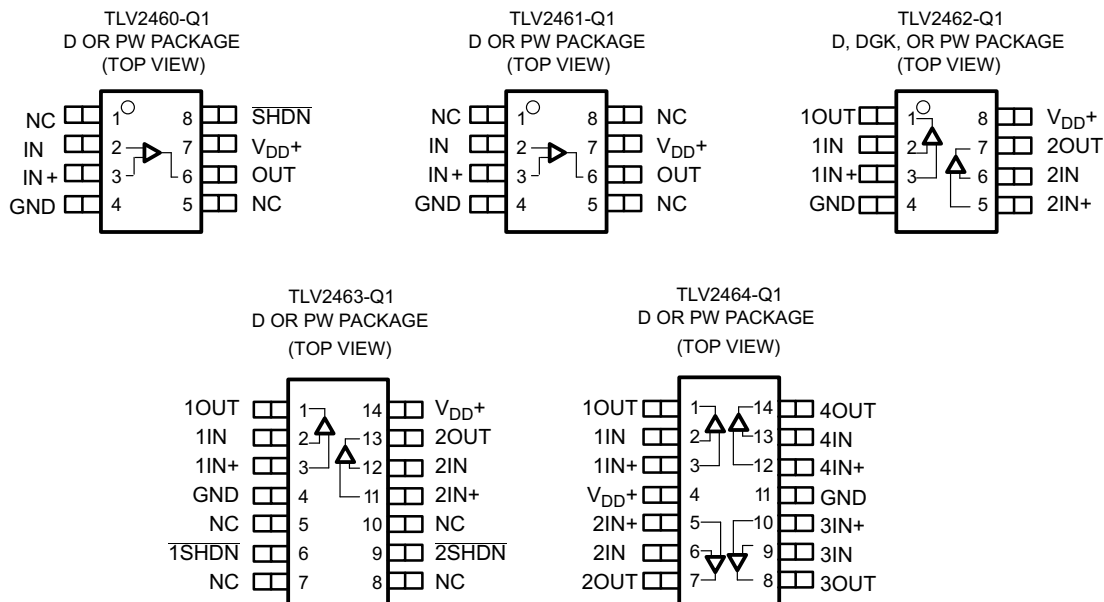 TLV2460-Q1
D OR PW PACKAGE
(TOP VIEW)
NC 1 8 SHDN
IN 2 7 VDD+
IN+ 3 6 OUT
GND 4 5 NC
TLV2461-Q1
D OR PW PACKAGE
(TOP VIEW)
NC 1 8 NC
IN 2 7 VDD+
IN+ 3 6 OUT
GND 4 5 NC
TLV2462-Q1
D, DGK, OR PW PACKAGE
(TOP VIEW)
1OUT 1 8 VDD+
1IN 2 7 2OUT
1IN+ 3 6 2IN
GND 4 5 2IN+
TLV2463-Q1
D OR PW PACKAGE
(TOP VIEW)
1OUT 1 14 VDD+
1IN 2 13 2OUT
1IN+ 3 12 2IN
GND 4 11 2IN+
NC 5 10 NC
1SHDN 6 9 2SHDN
NC 7 8 NC
TLV2464-Q1
D OR PW PACKAGE
(TOP VIEW)
1OUT 1 14 4OUT
1IN 2 13 4IN
1IN+ 3 12 4IN+
VDD+ 4 11 GND
2IN+ 5 10 3IN+
2IN 6 9 3IN
2OUT 7 8 3OUT